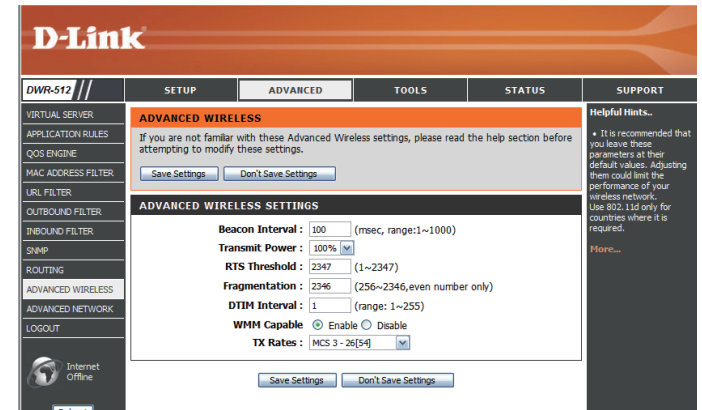 D-Link
DWR-512
SETUP
ADVANCED
TOOLS
STATUS
SUPPORT
VIRTUAL SERVER
APPLICATION RULES
QOS ENGINE
MAC ADDRESS FILTER
URL FILTER
OUTBOUND FILTER
INBOUND FILTER
SNMP
ROUTING
ADVANCED WIRELESS
ADVANCED NETWORK
LOGOUT
Internet
Offline
ADVANCED WIRELESS
If you are not familiar with these Advanced Wireless settings, please read the help section before
attempting to modify these settings.
Save Settings Don't Save Settings
ADVANCED WIRELESS SETTINGS
Beacon Interval : 100 (msec, range:1~1000)
Transmit Power : 100%
RTS Threshold : 2347 (1~2347)
Fragmentation : 2346 (256~2346,even number only)
DTIM Interval : 1 (range: 1~255)
WMM Capable Enable Disable
TX Rates : MCS 3 - 26[54]
Save Settings Don't Save Settings
Helpful Hints..
• It is recommended that
you leave these
parameters at their
default values. Adjusting
them could limit the
performance of your
wireless network.
Use 802.11d only for
countries where it is
required.
More...